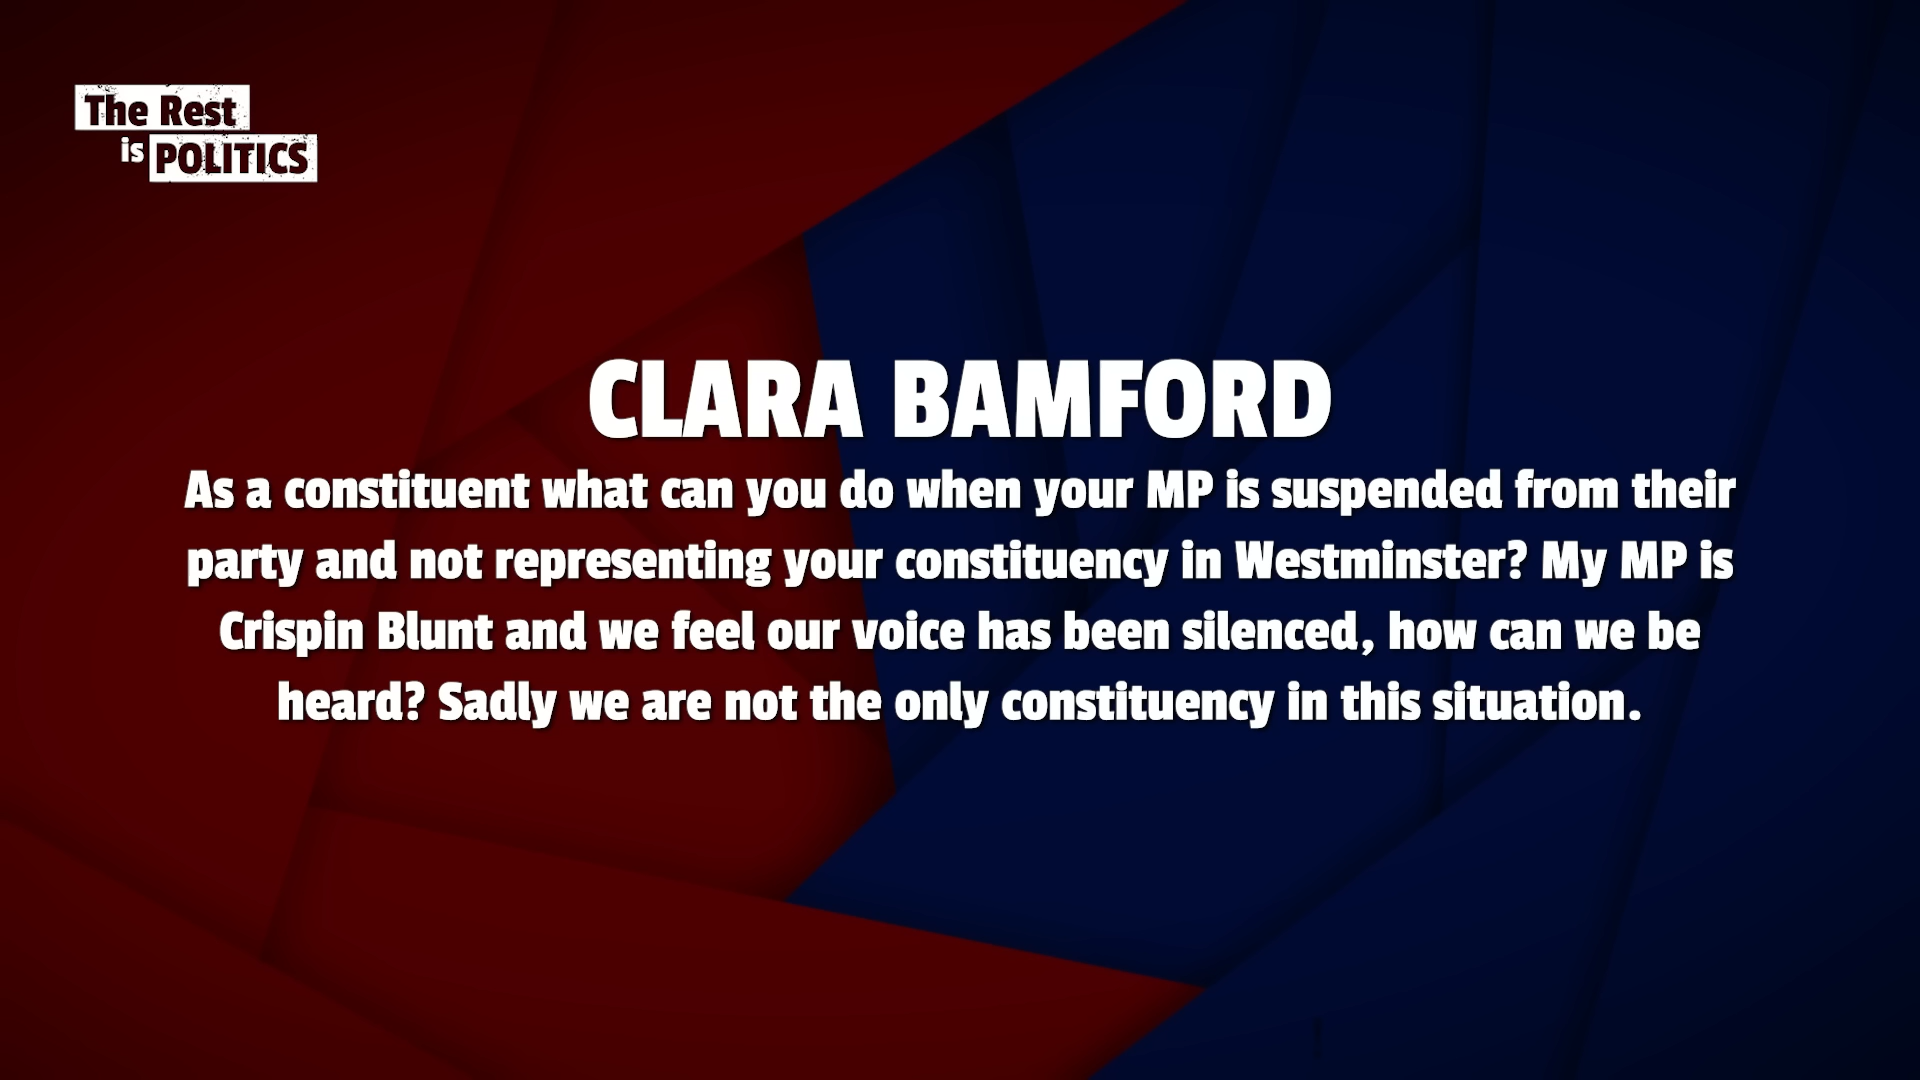 The Rest
is POLITICS
CLARA BAMFORD
As a constituent what can you do when your MP is suspended from their
party and not representing your constituency in Westminster? My MP is
Crispin Blunt and we feel our voice has been silenced, how can we be
heard? Sadly we are not the only constituency in this situation.